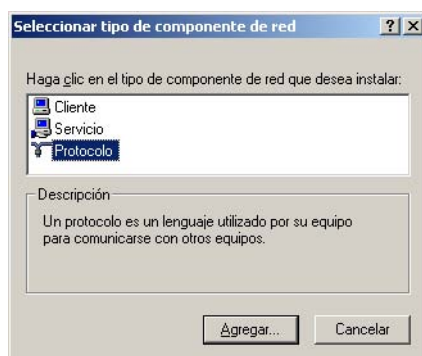 Seleccionar tipo de componente de red
Haga clic en el tipo de componente de red que desea instalar:
Cliente
Servicio
Protocolo
Descripción
Un protocolo es un lenguaje utilizado por su equipo
para comunicarse con otros equipos.
Agregar...
Cancelar